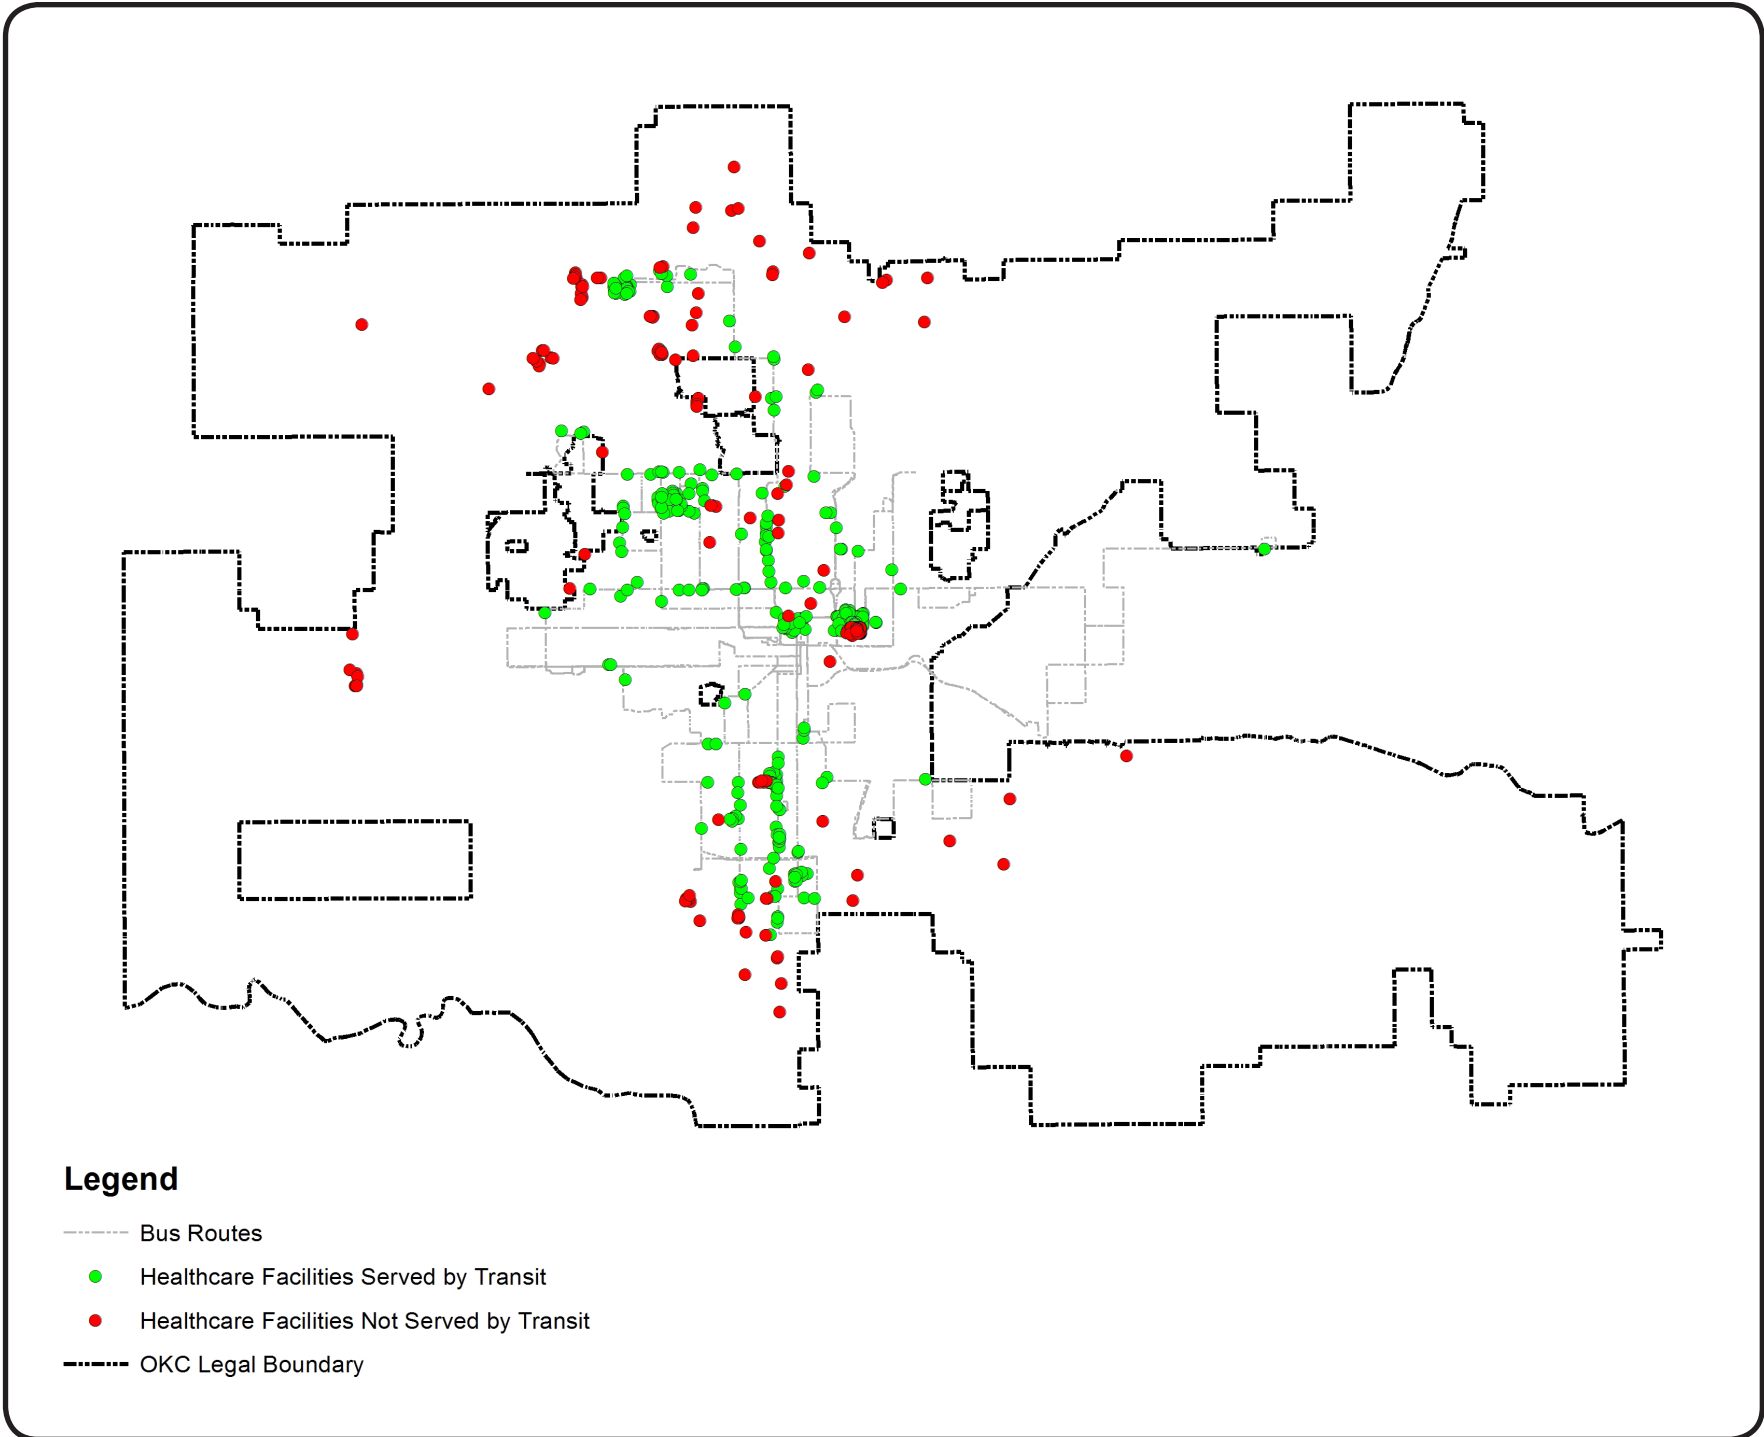 Legend
Bus Routes
Healthcare Facilities Served by Transit
Healthcare Facilities Not Served by Transit
OKC Legal Boundary